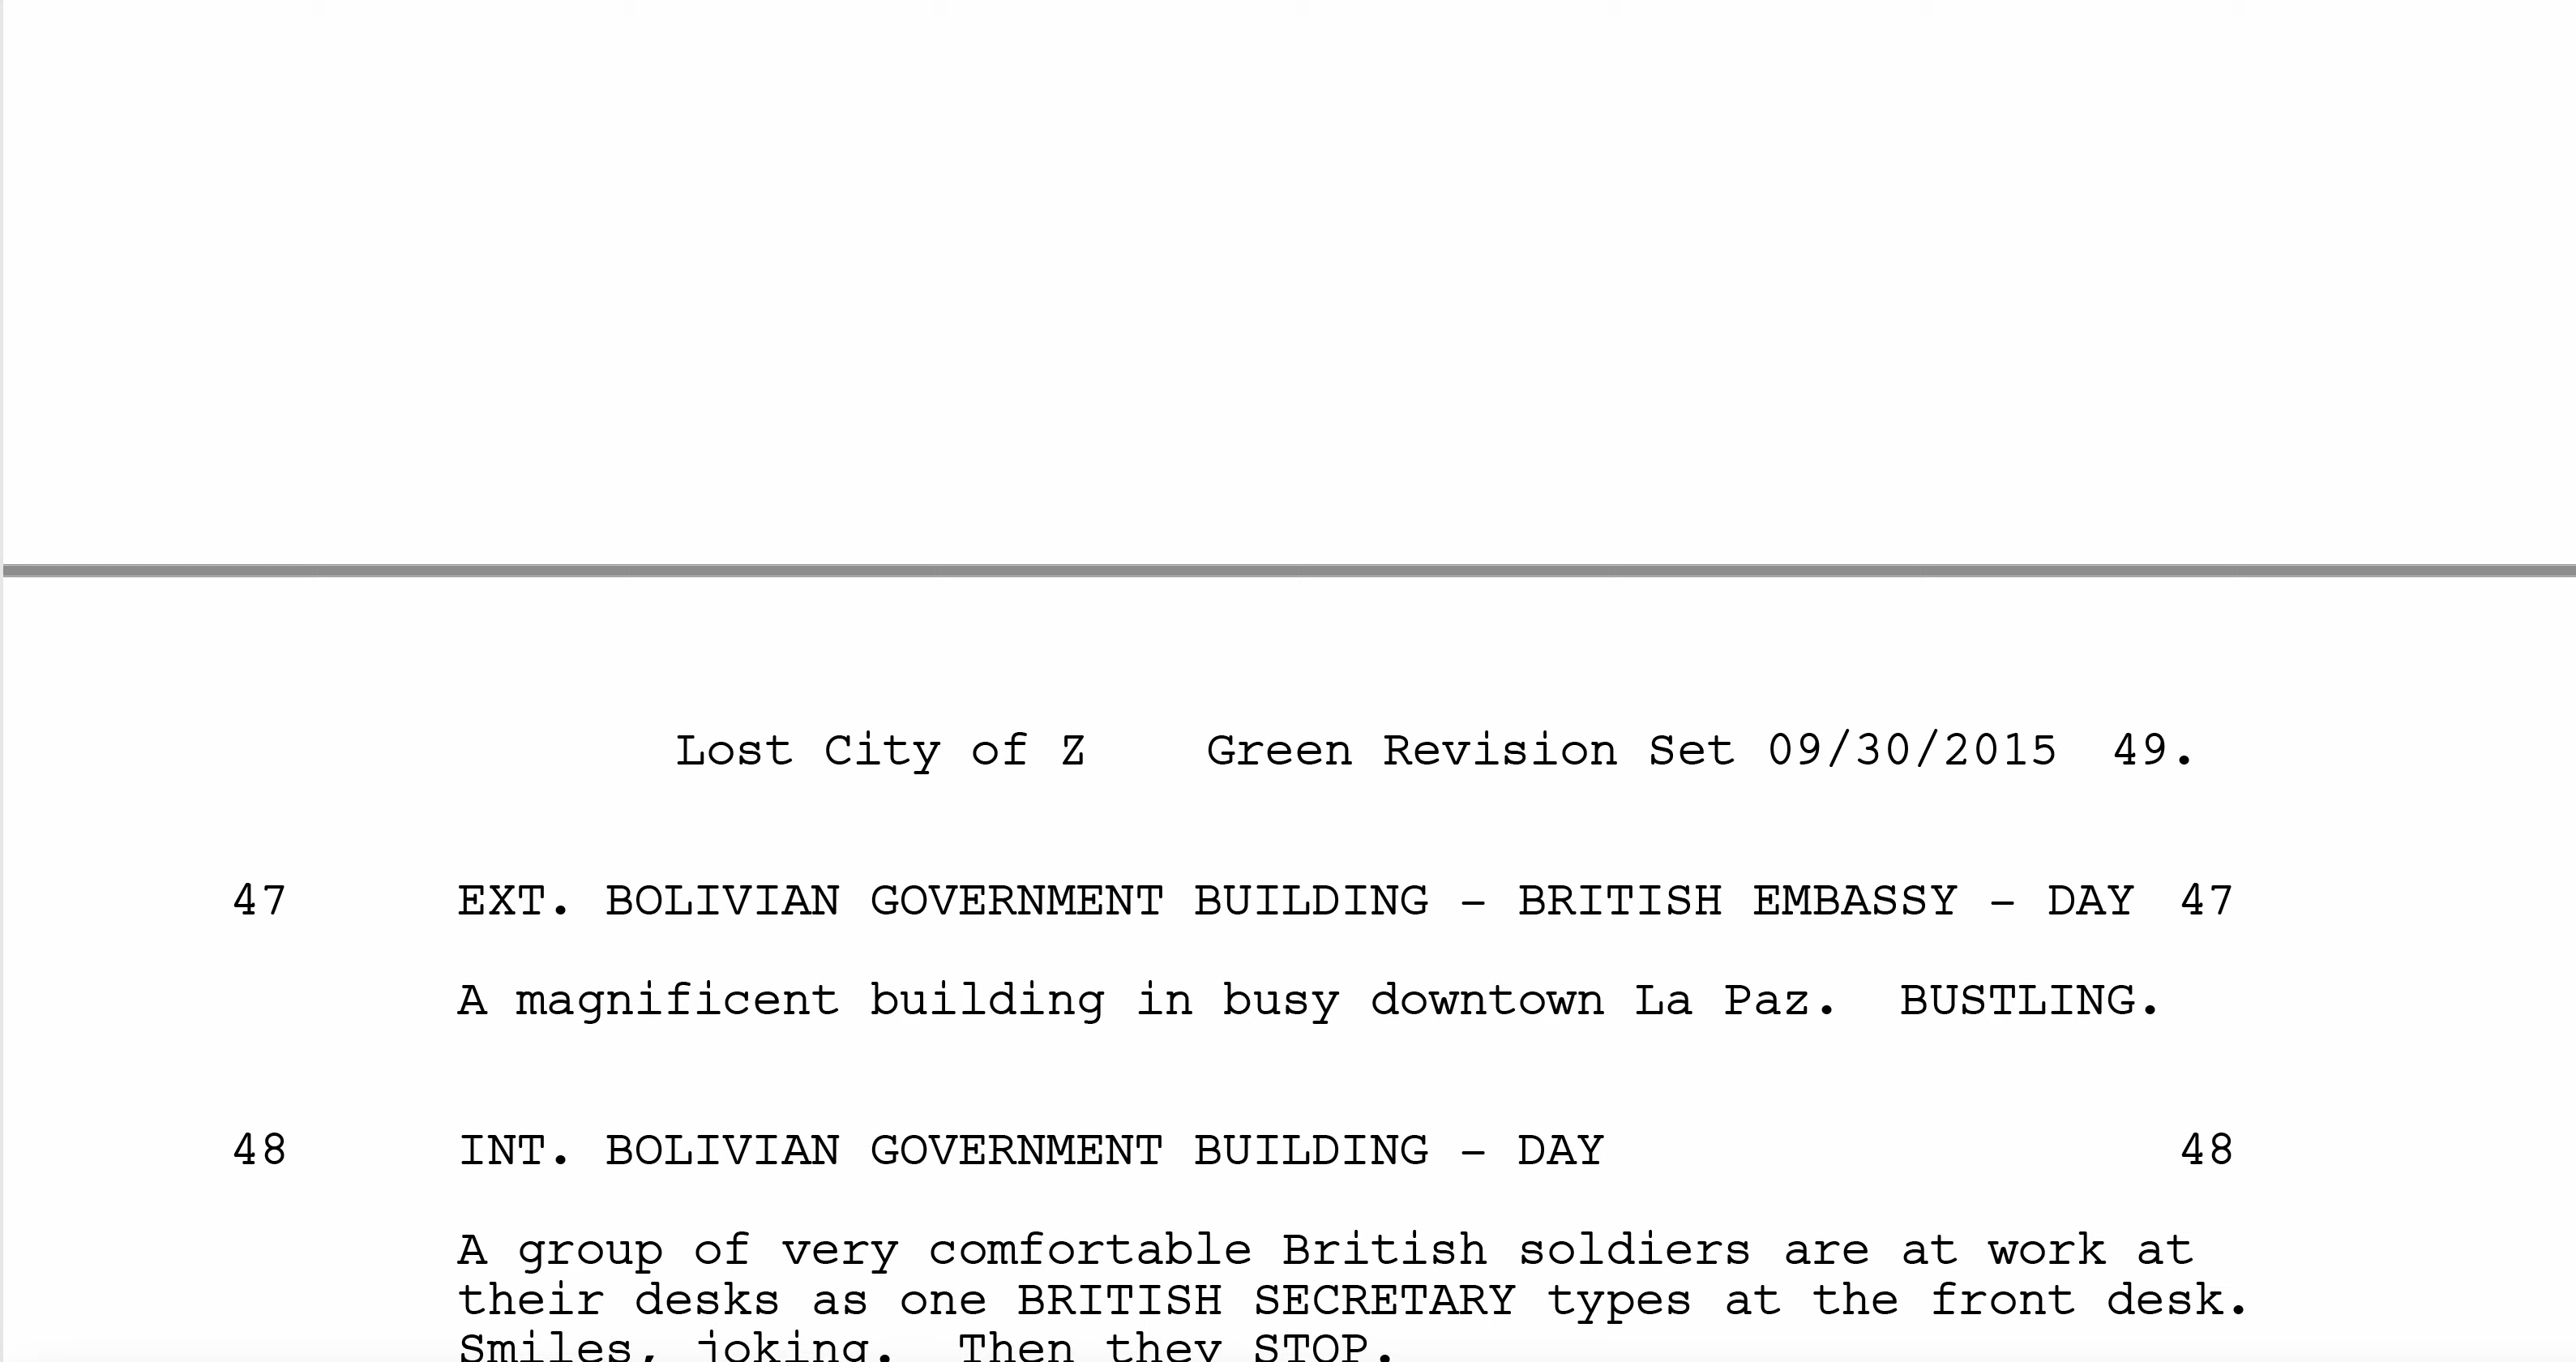 Lost City of Z    Green Revision Set 09/30/2015  49.
47 EXT. BOLIVIAN GOVERNMENT BUILDING - BRITISH EMBASSY - DAY 47
A magnificent building in busy downtown La Paz.  BUSTLING.
48 INT. BOLIVIAN GOVERNMENT BUILDING - DAY 48
A group of very comfortable British soldiers are at work at
their desks as one BRITISH SECRETARY types at the front desk.
Smiles, joking.  Then they STOP.